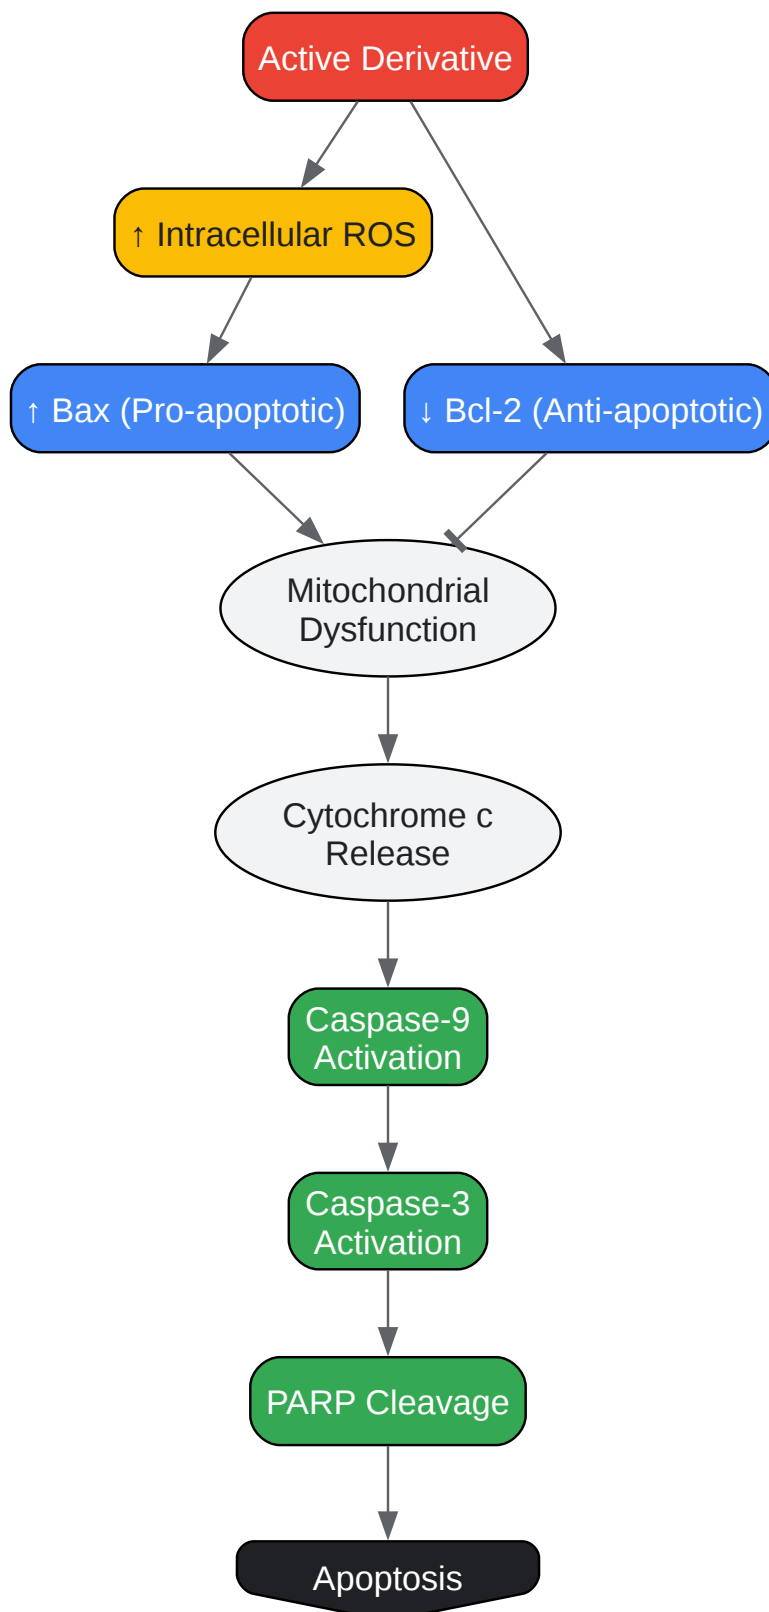 Active Derivative
↑ Intracellular ROS
↑ Bax (Pro-apoptotic)
↓ Bcl-2 (Anti-apoptotic)
Mitochondrial
Dysfunction
Cytochrome c
Release
Caspase-9
Activation
Caspase-3
Activation
PARP Cleavage
Apoptosis